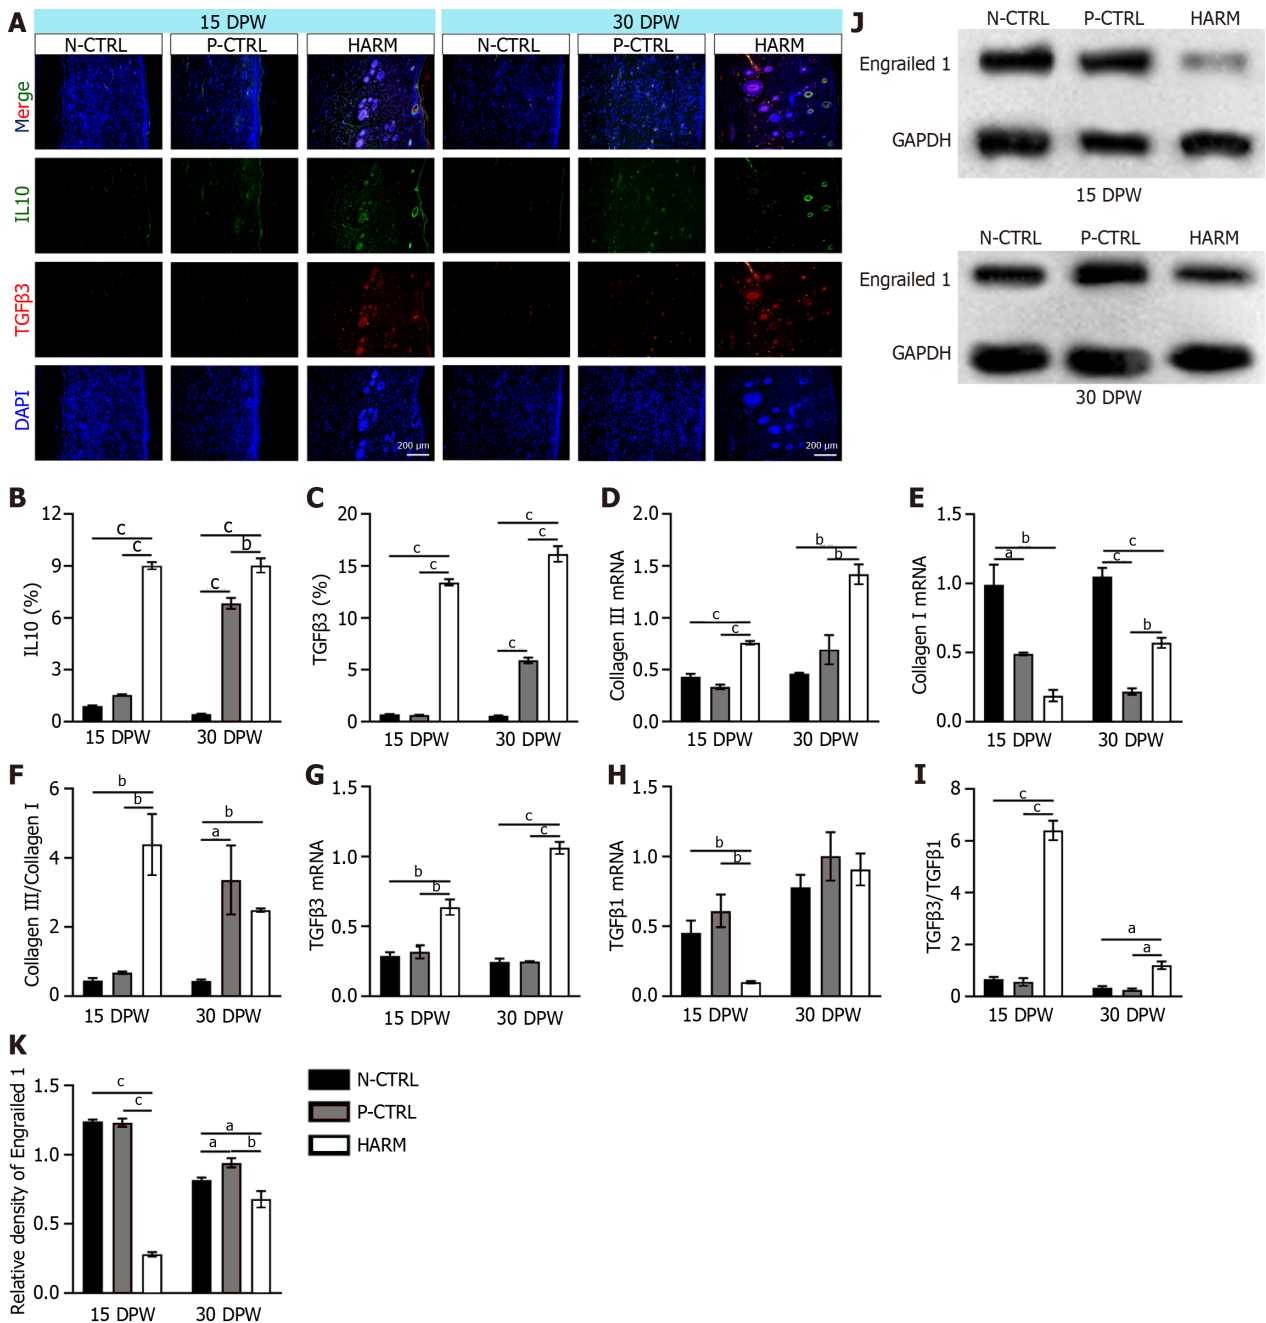 A
15 DPW
30 DPW
N-CTRL P-CTRL HARM N-CTRL P-CTRL HARM
Merge
IL10
TGFβ3
DAPI
200 μm
200 μm
J
N-CTRL P-CTRL HARM
Engrailed 1
GAPDH
15 DPW
N-CTRL P-CTRL HARM
Engrailed 1
GAPDH
30 DPW
B
IL10 (%)
12
9
6
3
0
c
c
c
b
c
15 DPW 30 DPW
C
TGFβ3 (%)
20
15
10
5
0
c
c
c
c
c
15 DPW 30 DPW
D
Collagen III mRNA
2.0
1.5
1.0
0.5
0.0
c
c
b
b
15 DPW 30 DPW
E
Collagen I mRNA
1.5
1.0
0.5
0.0
b
a
c
c
b
15 DPW 30 DPW
F
Collagen III/Collagen I
6
4
2
0
b
b
b
a
15 DPW 30 DPW
G
TGFβ3 mRNA
1.5
1.0
0.5
0.0
b
b
c
c
15 DPW 30 DPW
H
TGFβ1 mRNA
1.5
1.0
0.5
0.0
b
b
15 DPW 30 DPW
I
TGFβ3/TGFβ1
8
6
4
2
0
c
c
a
a
15 DPW 30 DPW
K
Relative density of Engrailed 1
1.5
1.0
0.5
0.0
c
c
a
a
b
15 DPW 30 DPW
N-CTRL
P-CTRL
HARM